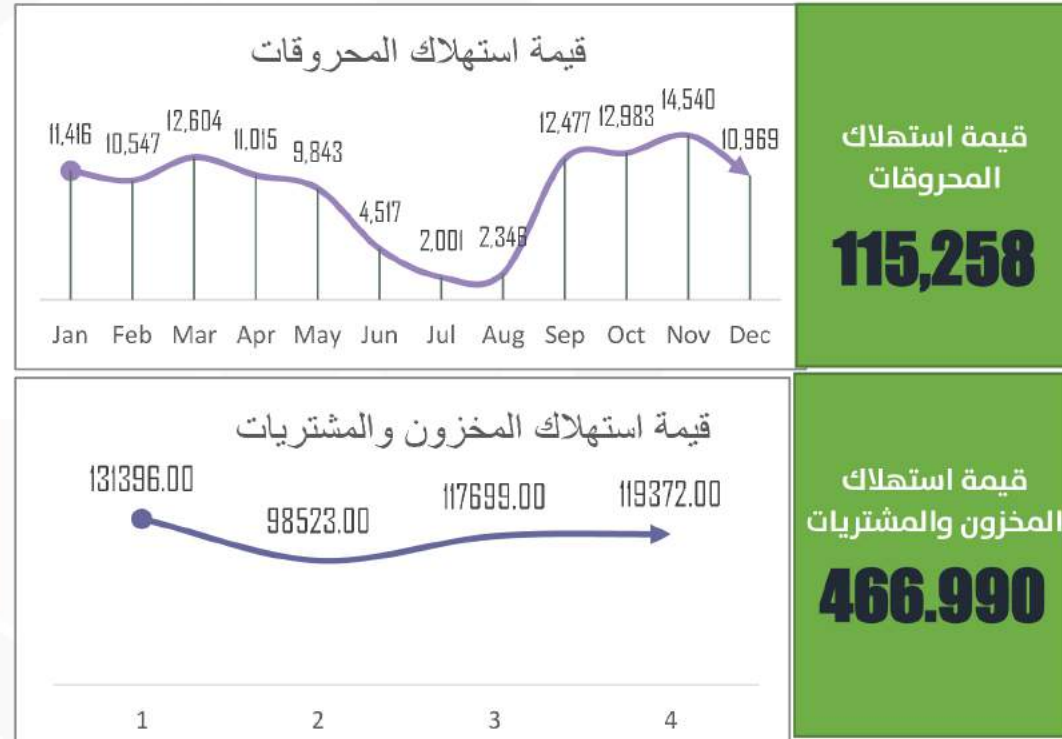 قيمة استهلاك المحروقات
11,416 10,547 12,604 11,015 9,843 4,517 2,001 2,346 12,477 12,983 14,540 10,969
Jan Feb Mar Apr May Jun Jul Aug Sep Oct Nov Dec
قيمة استهلاك
المحروقات
115,258
قيمة استهلاك المخزون والمشتريات
131396.00 98523.00 117699.00 119372.00
1 2 3 4
قيمة استهلاك
المخزون والمشتريات
466.990